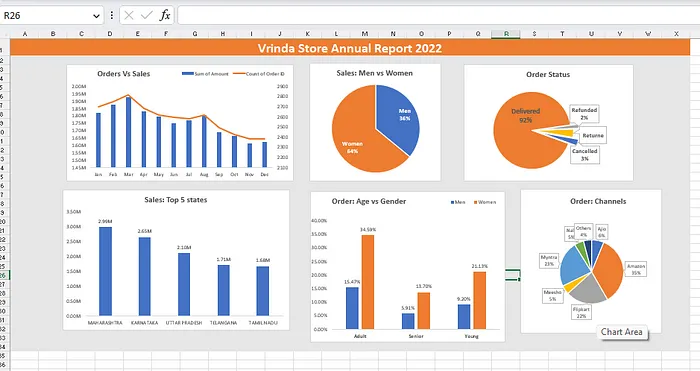 R26
fx
A B C D E F G H I J K L M N O P Q R S T U V W X
Vrinda Store Annual Report 2022
Orders Vs Sales
Sum of Amount Count of Order ID
2.00M
1.95M
1.90M
1.85M
1.80M
1.75M
1.70M
1.65M
1.60M
1.55M
1.50M
1.45M
2900
2800
2700
2600
2500
2400
2300
2200
2100
Jan Feb Mar Apr May Jun Jul Aug Sep Oct Nov Dec
Sales: Men vs Women
Men
36%
Women
64%
Order Status
Delivered
92%
Refunded
2%
Returne
Cancelled
3%
Sales: Top 5 states
3.50M
3.00M
2.50M
2.00M
1.50M
1.00M
0.50M
0.00M
2.99M
2.65M
2.10M
1.71M
1.68M
MAHARASHTRA KARNATAKA UTTAR PRADESH TELANGANA TAMIL NADU
Order: Age vs Gender
Men Women
40.00%
35.00%
30.00%
25.00%
20.00%
15.00%
10.00%
5.00%
0.00%
15.47%
34.59%
5.91%
13.70%
9.20%
21.13%
Adult Senior Young
Order: Channels
Others
4%
Ajio
6%
Nal
5%
Myntra
23%
Amazon
35%
Meesho
5%
Flipkart
22%
Chart Area